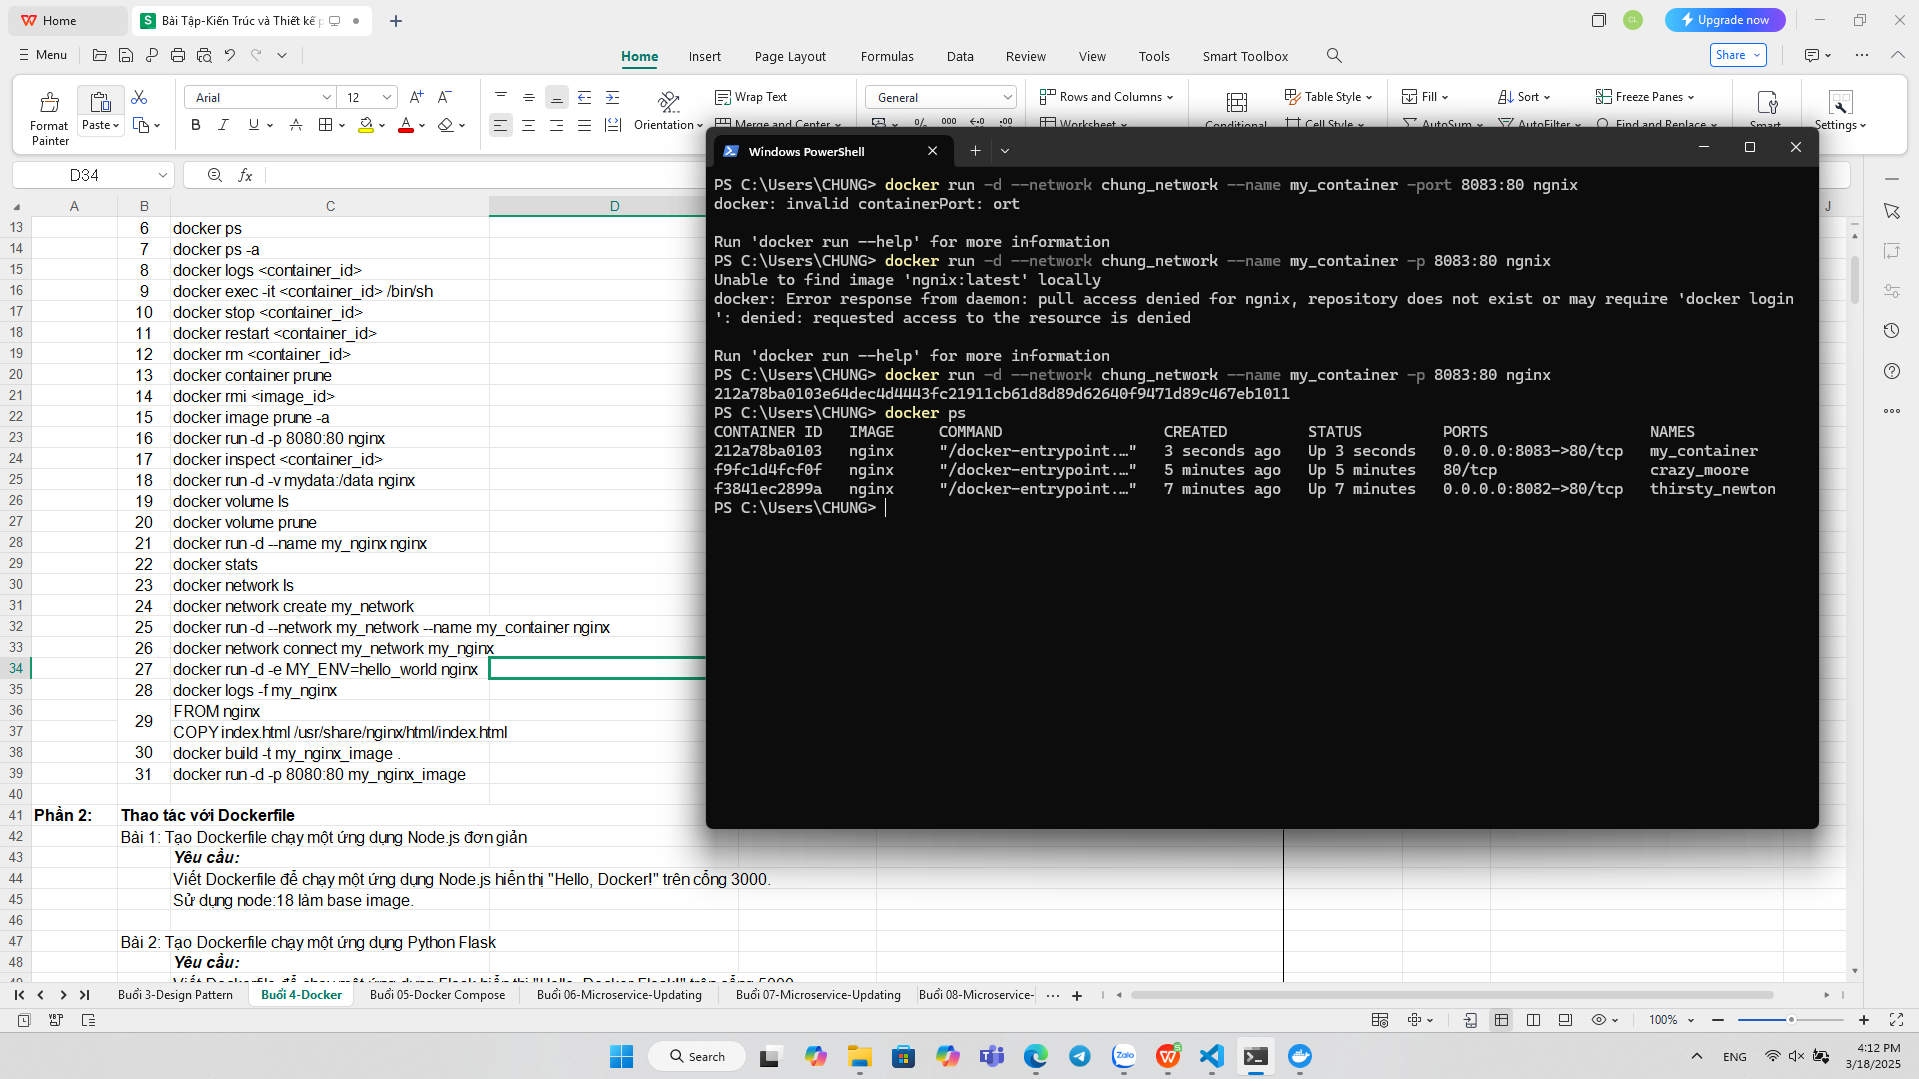 Home
Bài Tập-Kiến Trúc và Thiết kế p
CL
Upgrade now
Menu
Home
Insert
Page Layout
Formulas
Data
Review
View
Tools
Smart Toolbox
Share
Format Painter
Paste
Arial
12
Orientation
Wrap Text
Merge and Center
General
Rows and Columns
Worksheet
Conditional
Table Style
Cell Style
Fill
AutoSum
Sort
AutoFilter
Freeze Panes
Find and Replace
Smart
Settings
D34
fx
A B C D J
13 6 docker ps
14 7 docker ps -a
15 8 docker logs <container_id>
16 9 docker exec -it <container_id> /bin/sh
17 10 docker stop <container_id>
18 11 docker restart <container_id>
19 12 docker rm <container_id>
20 13 docker container prune
21 14 docker rmi <image_id>
22 15 docker image prune -a
23 16 docker run -d -p 8080:80 nginx
24 17 docker inspect <container_id>
25 18 docker run -d -v mydata:/data nginx
26 19 docker volume ls
27 20 docker volume prune
28 21 docker run -d --name my_nginx nginx
29 22 docker stats
30 23 docker network ls
31 24 docker network create my_network
32 25 docker run -d --network my_network --name my_container nginx
33 26 docker network connect my_network my_nginx
34 27 docker run -d -e MY_ENV=hello_world nginx
35 28 docker logs -f my_nginx
36 29 FROM nginx
37 COPY index.html /usr/share/nginx/html/index.html
38 30 docker build -t my_nginx_image .
39 31 docker run -d -p 8080:80 my_nginx_image
40
41 Phần 2: Thao tác với Dockerfile
42 Bài 1: Tạo Dockerfile chạy một ứng dụng Node.js đơn giản
43 Yêu cầu:
44 Viết Dockerfile để chạy một ứng dụng Node.js hiển thị "Hello, Docker!" trên cổng 3000.
45 Sử dụng node:18 làm base image.
46
47 Bài 2: Tạo Dockerfile chạy một ứng dụng Python Flask
48 Yêu cầu:
49 Viết Dockerfile để chạy một ứng dụng Flask hiển thị "Hello, Docker Flask!" trên cổng 5000.
Windows PowerShell
PS C:\Users\CHUNG> docker run -d --network chung_network --name my_container -port 8083:80 ngnix
docker: invalid containerPort: ort
Run 'docker run --help' for more information
PS C:\Users\CHUNG> docker run -d --network chung_network --name my_container -p 8083:80 ngnix
Unable to find image 'ngnix:latest' locally
docker: Error response from daemon: pull access denied for ngnix, repository does not exist or may require 'docker login
': denied: requested access to the resource is denied
Run 'docker run --help' for more information
PS C:\Users\CHUNG> docker run -d --network chung_network --name my_container -p 8083:80 nginx
212a78ba0103e64dec4d4443fc21911cb61d8d89d62640f9471d89c467eb1011
PS C:\Users\CHUNG> docker ps
CONTAINER ID IMAGE COMMAND CREATED STATUS PORTS NAMES
212a78ba0103 nginx "/docker-entrypoint.…" 3 seconds ago Up 3 seconds 0.0.0.0:8083->80/tcp my_container
f9fc1d4fcf0f nginx "/docker-entrypoint.…" 5 minutes ago Up 5 minutes 80/tcp crazy_moore
f3841ec2899a nginx "/docker-entrypoint.…" 7 minutes ago Up 7 minutes 0.0.0.0:8082->80/tcp thirsty_newton
PS C:\Users\CHUNG>
Buổi 3-Design Pattern
Buổi 4-Docker
Buổi 05-Docker Compose
Buổi 06-Microservice-Updating
Buổi 07-Microservice-Updating
Buổi 08-Microservice-
100%
Search
Zalo
ENG
4:12 PM
3/18/2025